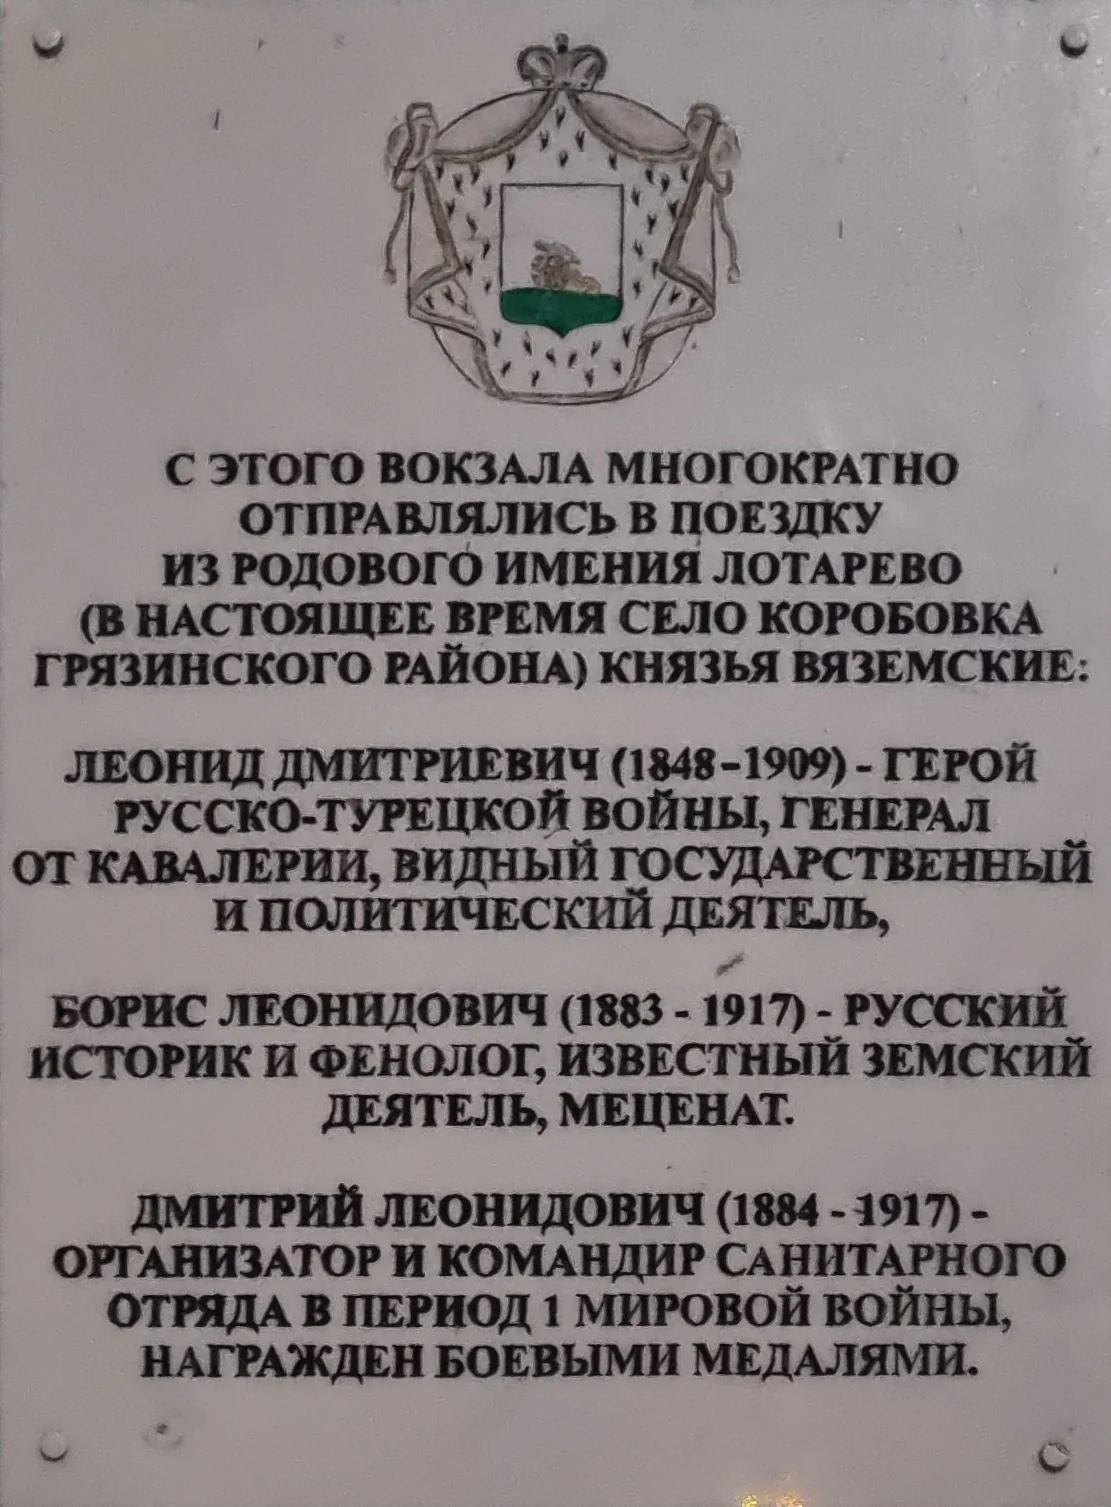 С ЭТОГО ВОКЗАЛА МНОГОКРАТНО
ОТПРАВЛЯЛИСЬ В ПОЕЗДКУ
ИЗ РОДОВОГО ИМЕНИЯ ЛОТАРЕВО
(В НАСТОЯЩЕЕ ВРЕМЯ СЕЛО КОРОБОВКА
ГРЯЗИНСКОГО РАЙОНА) КНЯЗЬЯ ВЯЗЕМСКИЕ:
ЛЕОНИД ДМИТРИЕВИЧ (1848-1909) - ГЕРОЙ
РУССКО-ТУРЕЦКОЙ ВОЙНЫ, ГЕНЕРАЛ
ОТ КАВАЛЕРИИ, ВИДНЫЙ ГОСУДАРСТВЕННЫЙ
И ПОЛИТИЧЕСКИЙ ДЕЯТЕЛЬ,
БОРИС ЛЕОНИДОВИЧ (1883 - 1917) - РУССКИЙ
ИСТОРИК И ФЕНОЛОГ, ИЗВЕСТНЫЙ ЗЕМСКИЙ
ДЕЯТЕЛЬ, МЕЦЕНАТ.
ДМИТРИЙ ЛЕОНИДОВИЧ (1884 - 1917) -
ОРГАНИЗАТОР И КОМАНДИР САНИТАРНОГО
ОТРЯДА В ПЕРИОД 1 МИРОВОЙ ВОЙНЫ,
НАГРАЖДЕН БОЕВЫМИ МЕДАЛЯМИ.